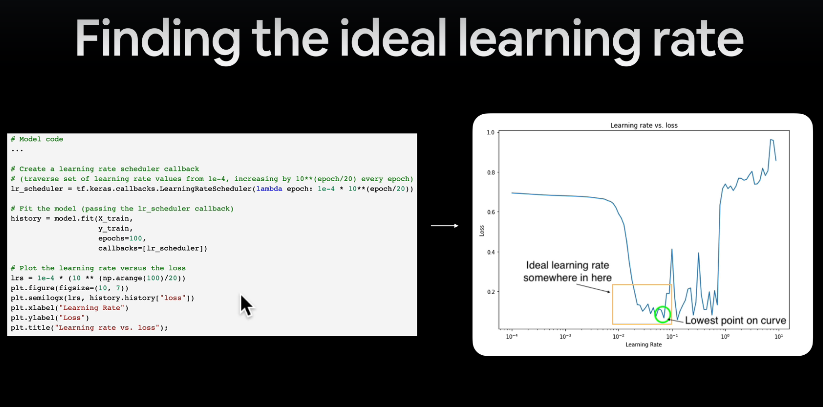 Finding the ideal learning rate
# Model code
...
# Create a learning rate scheduler callback
# (traverse set of learning rate values from 1e-4, increasing by 10**(epoch/20) every epoch)
lr_scheduler = tf.keras.callbacks.LearningRateScheduler(lambda epoch: 1e-4 * 10**(epoch/20))
# Fit the model (passing the lr_scheduler callback)
history = model.fit(X_train,
y_train,
epochs=100,
callbacks=[lr_scheduler])
# Plot the learning rate versus the loss
lrs = 1e-4 * (10 ** (np.arange(100)/20))
plt.figure(figsize=(10, 7))
plt.semilogx(lrs, history.history["loss"])
plt.xlabel("Learning Rate")
plt.ylabel("Loss")
plt.title("Learning rate vs. loss");
Learning rate vs. loss
1.0
0.8
0.6
0.4
0.2
Loss
Ideal learning rate
somewhere in here
Lowest point on curve
10⁻⁴ 10⁻³ 10⁻² 10⁻¹ 10⁰ 10¹
Learning Rate